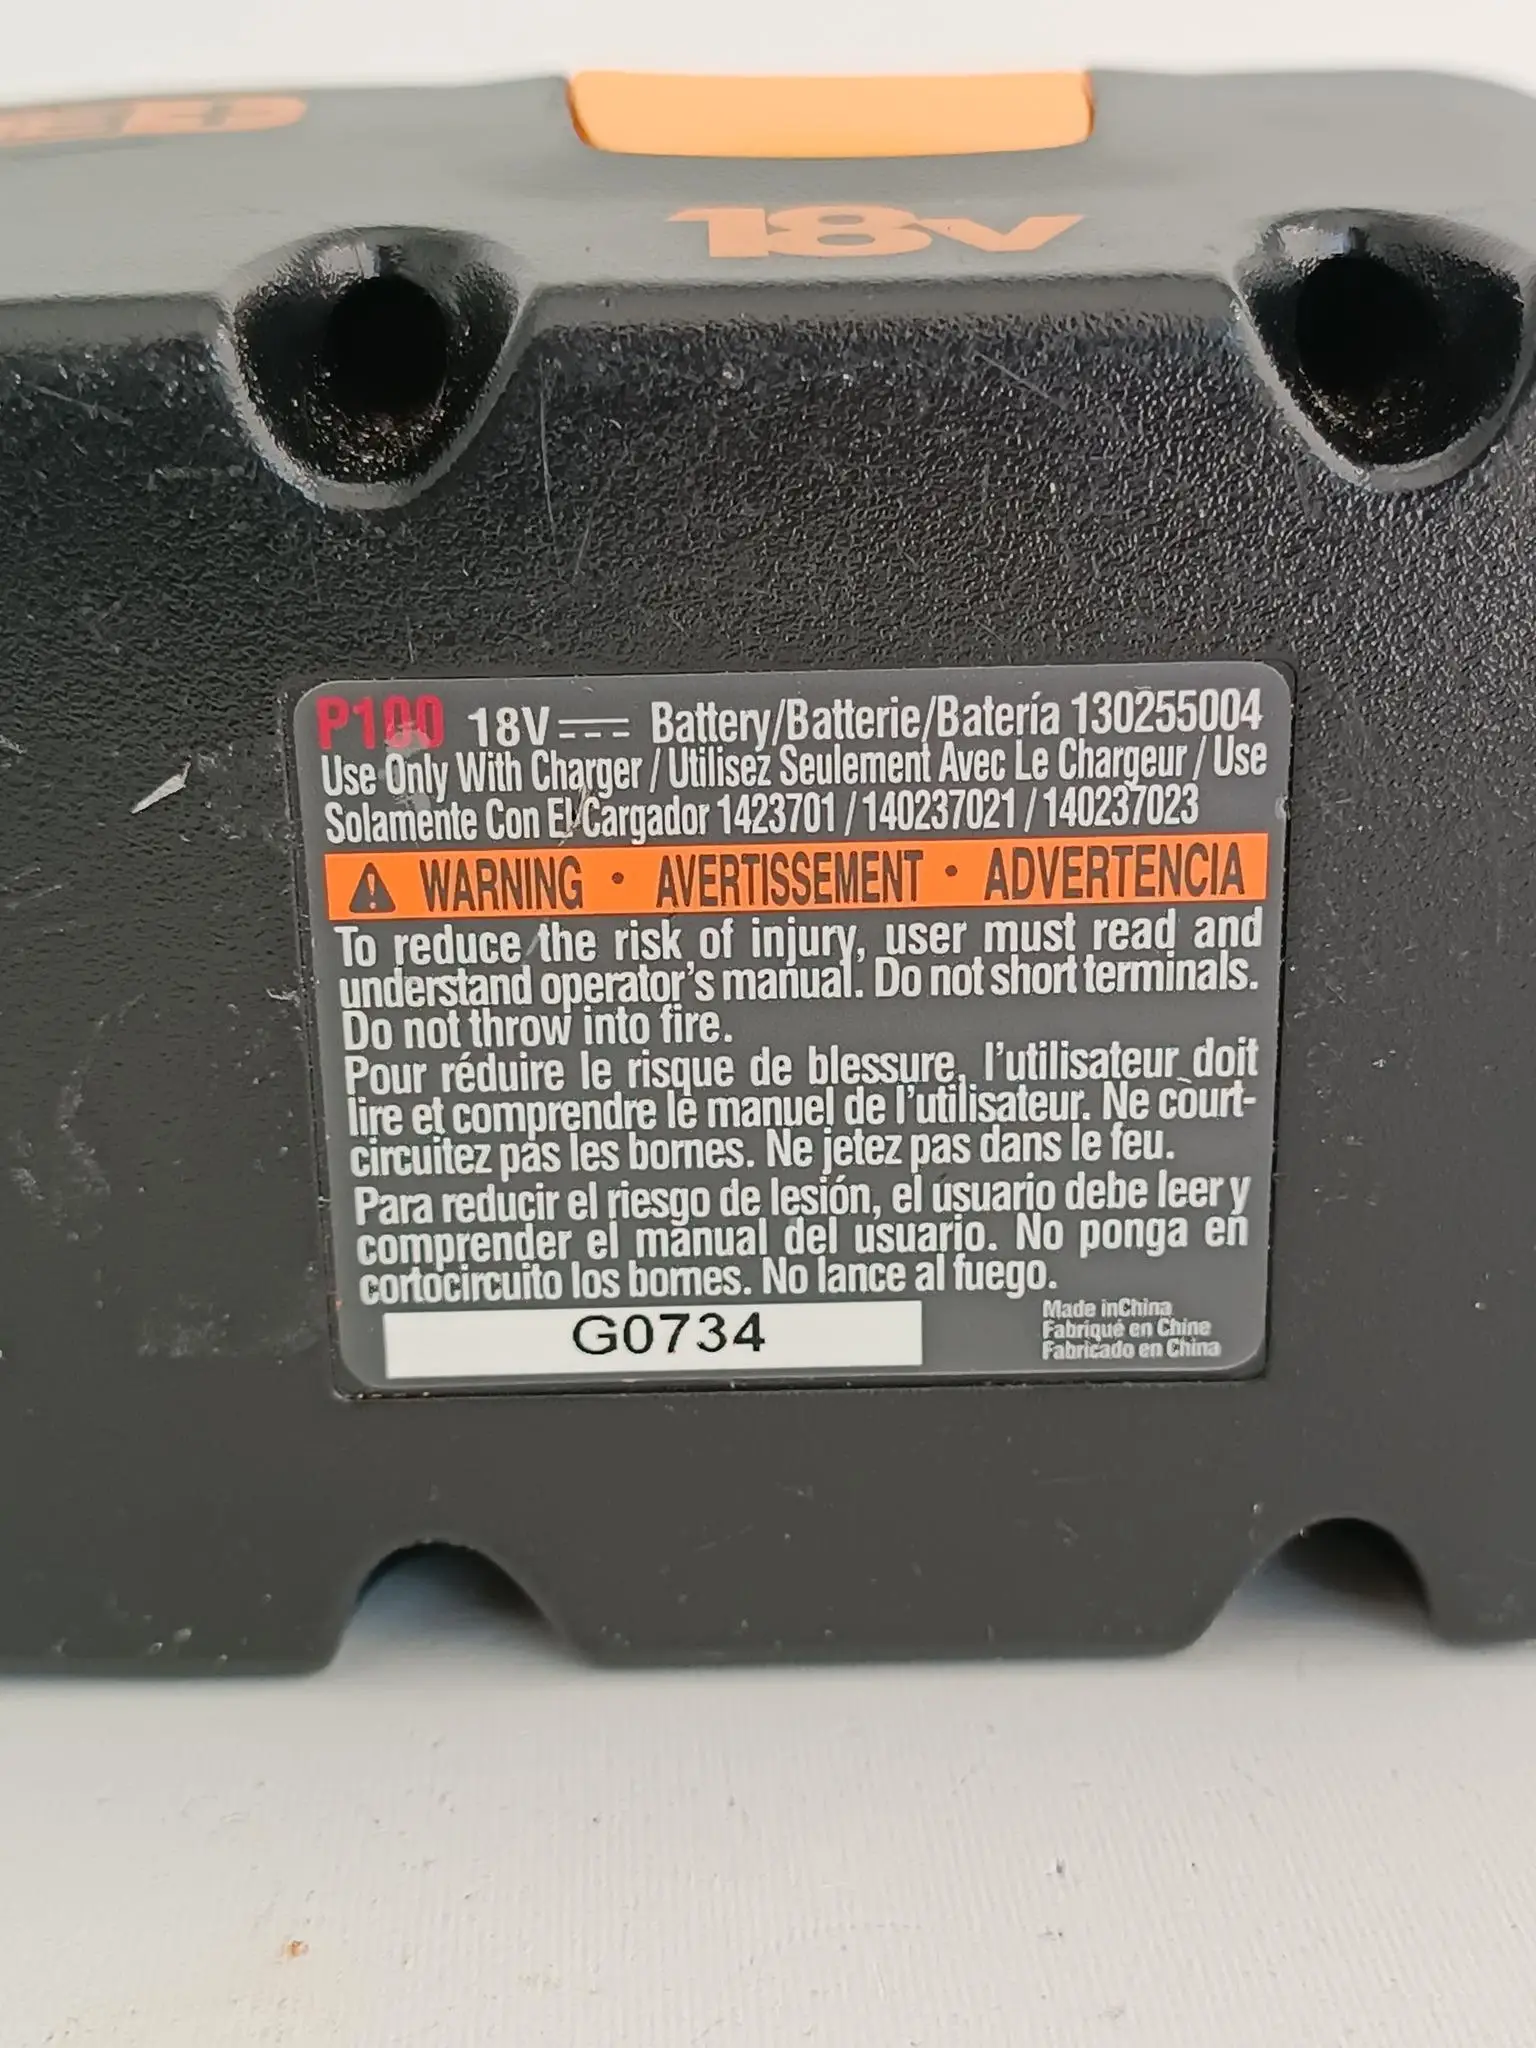 18V
P100 18V Battery/Batterie/Batería 130255004
Use Only With Charger / Utilisez Seulement Avec Le Chargeur / Use
Solamente Con El Cargador 1423701 / 140237021 / 140237023
WARNING • AVERTISSEMENT • ADVERTENCIA
To reduce the risk of injury, user must read and
understand operator's manual. Do not short terminals.
Do not throw into fire.
Pour réduire le risque de blessure, l'utilisateur doit
lire et comprendre le manuel de l'utilisateur. Ne court-
circuitez pas les bornes. Ne jetez pas dans le feu.
Para reducir el riesgo de lesión, el usuario debe leer y
comprender el manual del usuario. No ponga en
cortocircuito los bornes. No lance al fuego.
G0734
Made inChina
Fabriqué en Chine
Fabricado en China